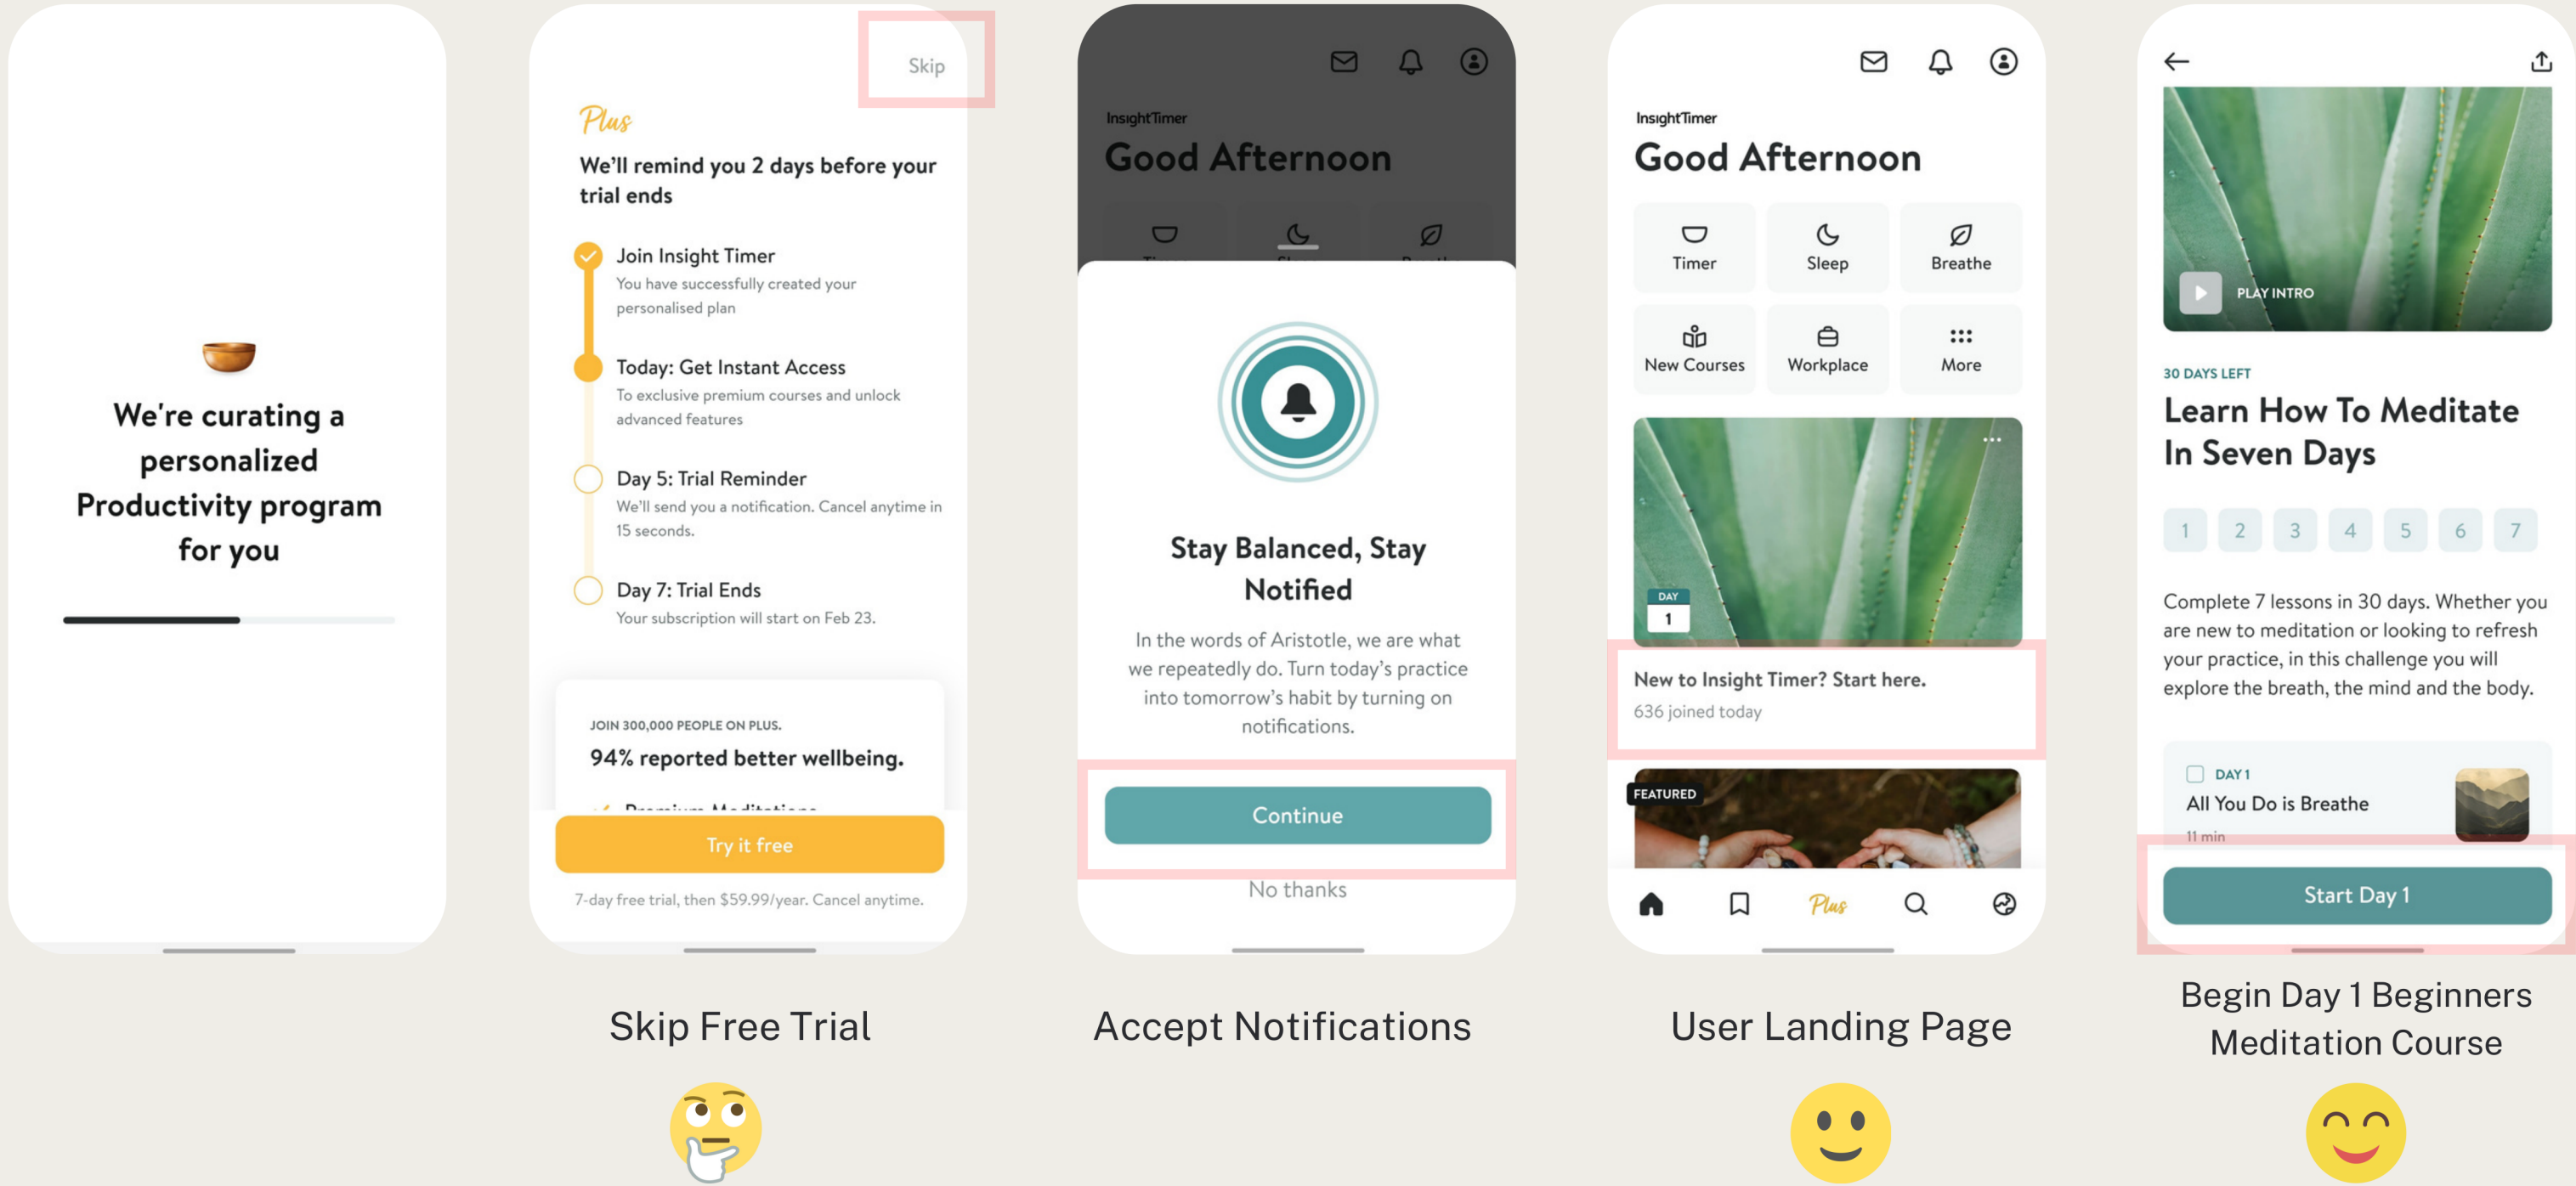 We're curating a
personalized
Productivity program
for you
Skip
Plus
We'll remind you 2 days before your
trial ends
Join Insight Timer
You have successfully created your
personalised plan
Today: Get Instant Access
To exclusive premium courses and unlock
advanced features
Day 5: Trial Reminder
We'll send you a notification. Cancel anytime in
15 seconds.
Day 7: Trial Ends
Your subscription will start on Feb 23.
JOIN 300,000 PEOPLE ON PLUS.
94% reported better wellbeing.
Premium Meditations
Try it free
7-day free trial, then $59.99/year. Cancel anytime.
Skip Free Trial
InsightTimer
Good Afternoon
Stay Balanced, Stay
Notified
In the words of Aristotle, we are what
we repeatedly do. Turn today's practice
into tomorrow's habit by turning on
notifications.
Continue
No thanks
Accept Notifications
InsightTimer
Good Afternoon
Timer
Sleep
Breathe
New Courses
Workplace
More
DAY
1
New to Insight Timer? Start here.
636 joined today
FEATURED
Plus
User Landing Page
PLAY INTRO
30 DAYS LEFT
Learn How To Meditate
In Seven Days
1 2 3 4 5 6 7
Complete 7 lessons in 30 days. Whether you
are new to meditation or looking to refresh
your practice, in this challenge you will
explore the breath, the mind and the body.
DAY 1
All You Do is Breathe
11 min
Start Day 1
Begin Day 1 Beginners
Meditation Course